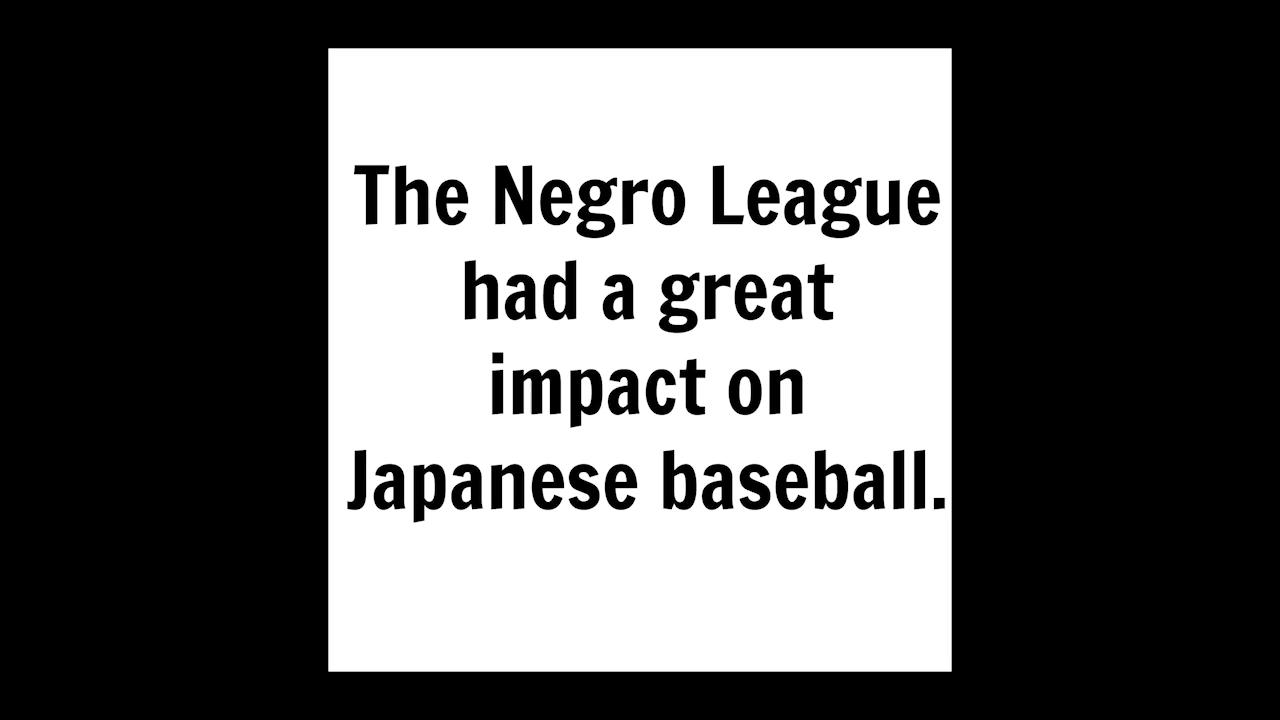 The Negro League
had a great
impact on
Japanese baseball.